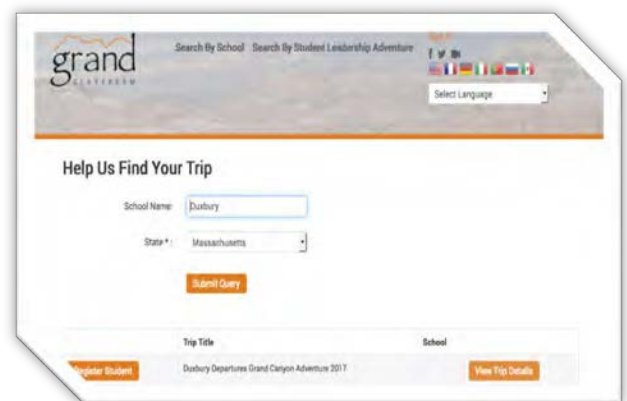 grand
CLASSROOM
Search By School Search By Student Leadership Adventure
Select Language
Help Us Find Your Trip
School Name:
Duxbury
State * :
Massachusetts
Submit Query
Trip Title School
Register Student Duxbury Departures Grand Canyon Adventure 2017 View Trip Details